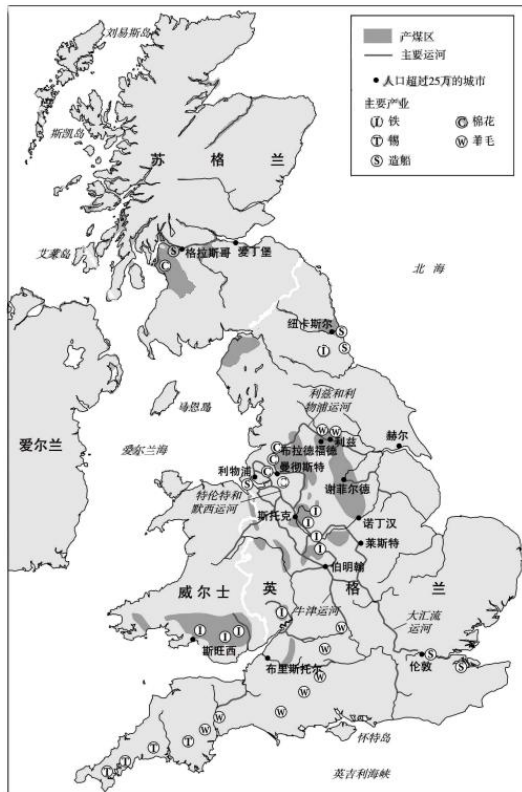 刘易斯岛
产煤区
主要运河
人口超过25万的城市
主要产业
铁
棉花
锡
羊毛
造船
斯凯岛
苏格兰
艾莱岛
格拉斯哥
爱丁堡
北海
纽卡斯尔
马恩岛
利兹和利
物浦运河
爱尔兰
爱尔兰海
布拉德福德
利兹
赫尔
利物浦
曼彻斯特
谢菲尔德
特伦特和
默西运河
斯托克
诺丁汉
莱斯特
伯明翰
威尔士
英格兰
牛津运河
大汇流
运河
斯旺西
布里斯托尔
伦敦
怀特岛
英吉利海峡